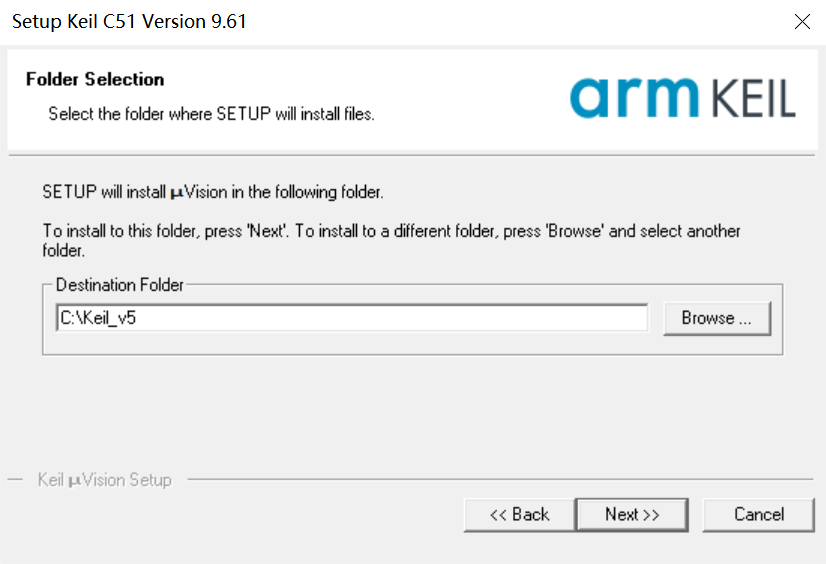 Setup Keil C51 Version 9.61
Folder Selection
Select the folder where SETUP will install files.
arm KEIL
SETUP will install µVision in the following folder.
To install to this folder, press 'Next'. To install to a different folder, press 'Browse' and select another
folder.
Destination Folder
C:\Keil_v5
Browse ...
Keil µVision Setup
<< Back
Next >>
Cancel